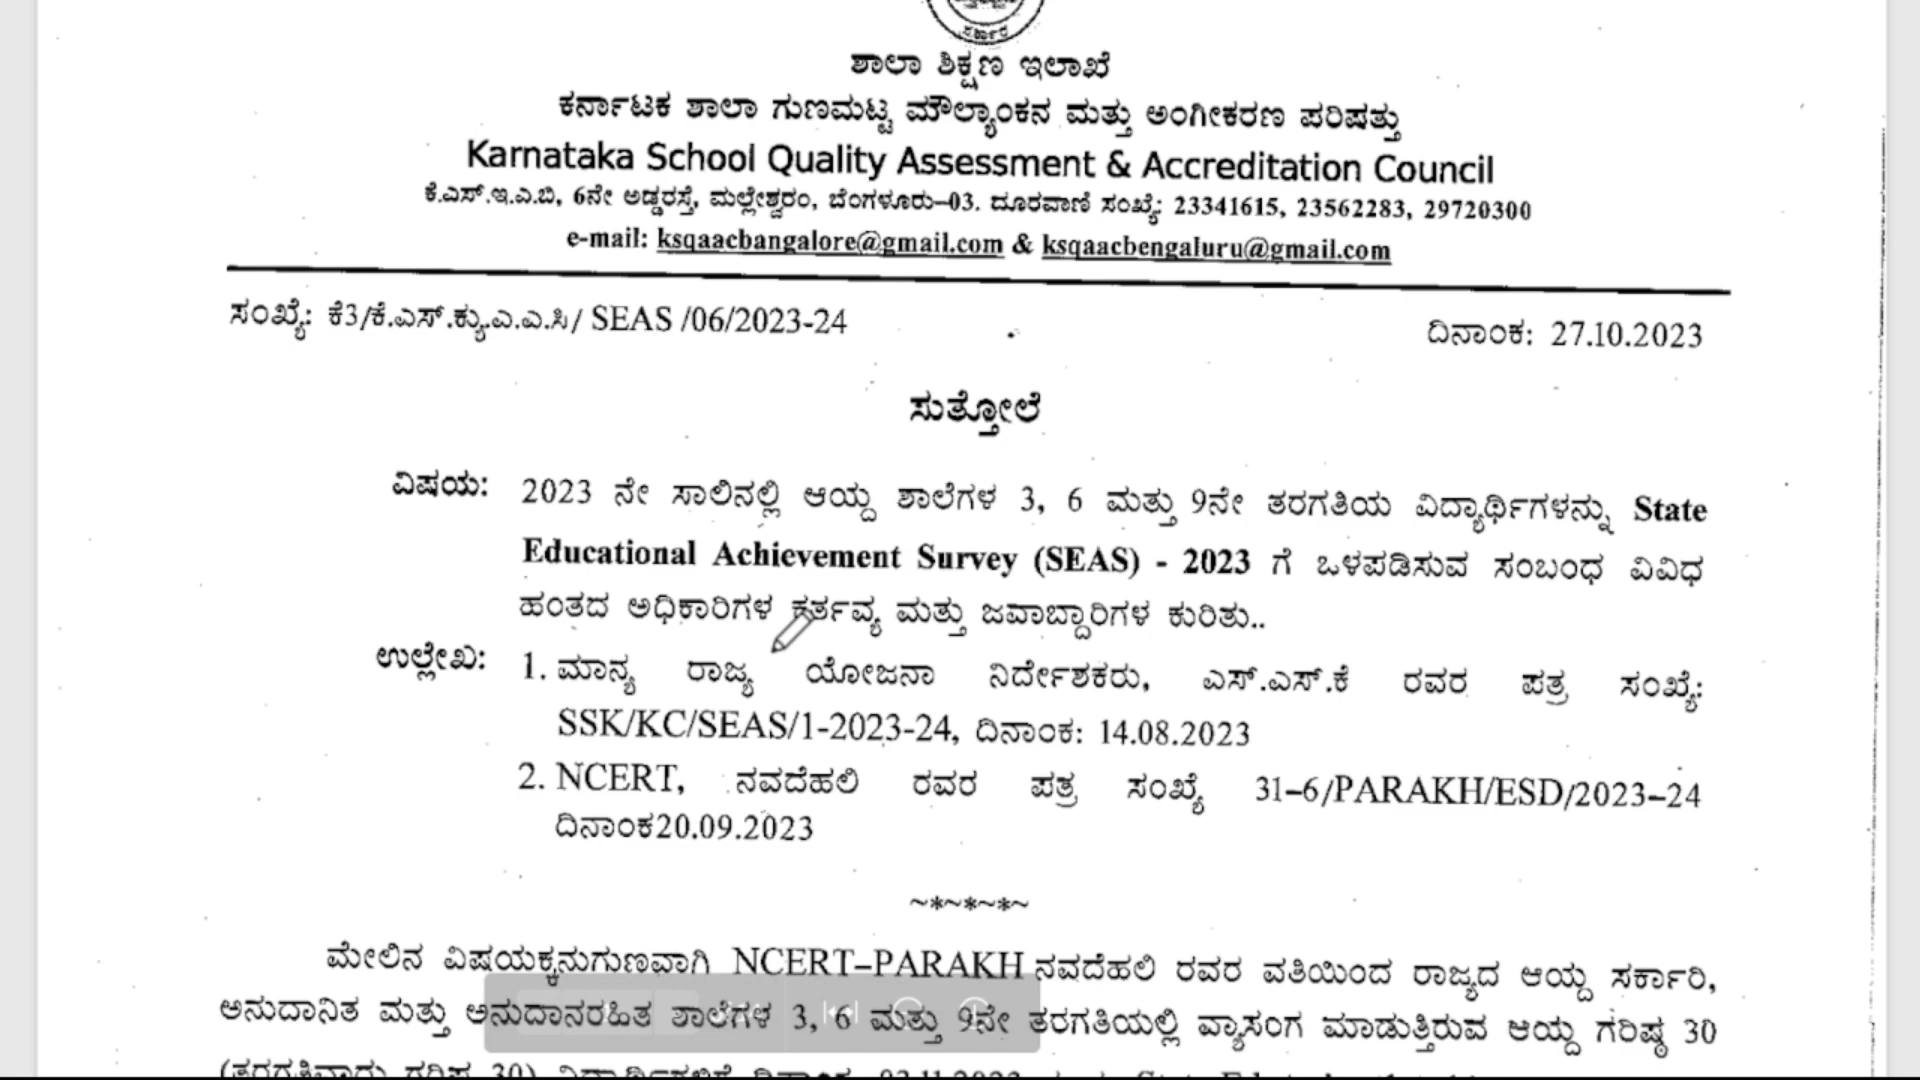 ಸರ್ಕಾರ
ಶಾಲಾ ಶಿಕ್ಷಣ ಇಲಾಖೆ
ಕರ್ನಾಟಕ ಶಾಲಾ ಗುಣಮಟ್ಟ ಮೌಲ್ಯಾಂಕನ ಮತ್ತು ಅಂಗೀಕರಣ ಪರಿಷತ್ತು
Karnataka School Quality Assessment & Accreditation Council
ಕೆ.ಎಸ್.ಇ.ಎ.ಬಿ, 6ನೇ ಅಡ್ಡರಸ್ತೆ, ಮಲ್ಲೇಶ್ವರಂ, ಬೆಂಗಳೂರು–03. ದೂರವಾಣಿ ಸಂಖ್ಯೆ: 23341615, 23562283, 29720300
e-mail: ksqaacbangalore@gmail.com & ksqaacbengaluru@gmail.com
ಸಂಖ್ಯೆ: ಕೆ3/ಕೆ.ಎಸ್.ಕ್ಯು.ಎ.ಎ.ಸಿ/ SEAS /06/2023-24 ದಿನಾಂಕ: 27.10.2023
ಸುತ್ತೋಲೆ
ವಿಷಯ: 2023 ನೇ ಸಾಲಿನಲ್ಲಿ ಆಯ್ದ ಶಾಲೆಗಳ 3, 6 ಮತ್ತು 9ನೇ ತರಗತಿಯ ವಿದ್ಯಾರ್ಥಿಗಳನ್ನು State
Educational Achievement Survey (SEAS) - 2023 ಗೆ ಒಳಪಡಿಸುವ ಸಂಬಂಧ ವಿವಿಧ
ಹಂತದ ಅಧಿಕಾರಿಗಳ ಕರ್ತವ್ಯ ಮತ್ತು ಜವಾಬ್ದಾರಿಗಳ ಕುರಿತು..
ಉಲ್ಲೇಖ: 1. ಮಾನ್ಯ ರಾಜ್ಯ ಯೋಜನಾ ನಿರ್ದೇಶಕರು, ಎಸ್.ಎಸ್.ಕೆ ರವರ ಪತ್ರ ಸಂಖ್ಯೆ:
SSK/KC/SEAS/1-2023-24, ದಿನಾಂಕ: 14.08.2023
2. NCERT, ನವದೆಹಲಿ ರವರ ಪತ್ರ ಸಂಖ್ಯೆ 31–6/PARAKH/ESD/2023–24
ದಿನಾಂಕ20.09.2023
~*~*~*~
ಮೇಲಿನ ವಿಷಯಕ್ಕನುಗುಣವಾಗಿ NCERT–PARAKH ನವದೆಹಲಿ ರವರ ವತಿಯಿಂದ ರಾಜ್ಯದ ಆಯ್ದ ಸರ್ಕಾರಿ,
ಅನುದಾನಿತ ಮತ್ತು ಅನುದಾನರಹಿತ ಶಾಲೆಗಳ 3, 6 ಮತ್ತು 9ನೇ ತರಗತಿಯಲ್ಲಿ ವ್ಯಾಸಂಗ ಮಾಡುತ್ತಿರುವ ಆಯ್ದ ಗರಿಷ್ಠ 30